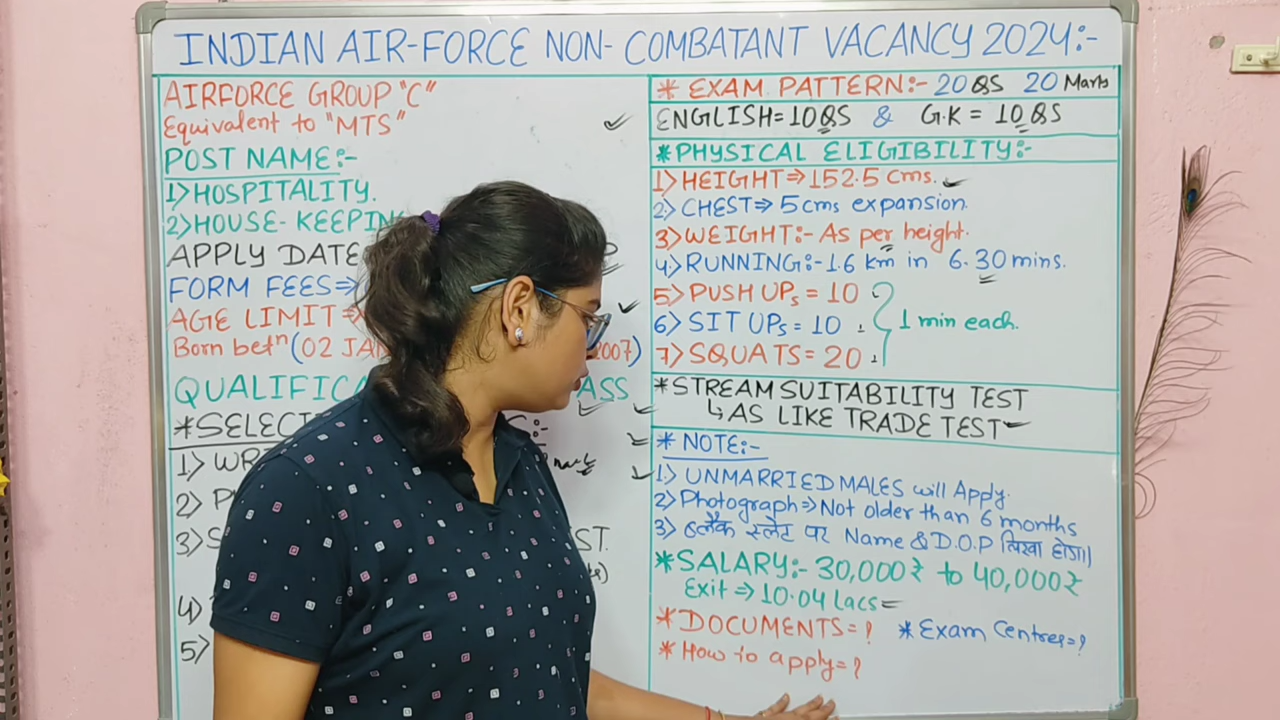 INDIAN AIR-FORCE NON- COMBATANT VACANCY 2024:-
AIRFORCE GROUP "C"
Equivalent to "MTS"
POST NAME:-
1) HOSPITALITY.
2) HOUSE- KEEPIN
APPLY DATE
FORM FEES⇒
AGE LIMIT ⇒
Born betn (02 JAN 2007)
QUALIFICA ASS
*SELEC :-
1) WR
2) P
3) S ST.
4)
5)
* EXAM PATTERN:- 20 QS 20 Marks
ENGLISH = 10 QS & G.K = 10 QS
*PHYSICAL ELIGIBILITY:-
1) HEIGHT ⇒ 152.5 cms.
2) CHEST ⇒ 5 cms expansion.
3) WEIGHT:- As per height.
4) RUNNING:- 1.6 km in 6.30 mins.
5) PUSH UPs = 10
6) SIT UPs = 10
1 min each.
7) SQUATS = 20
*STREAM SUITABILITY TEST
↳ AS LIKE TRADE TEST
* NOTE:-
1) UNMARRIED MALES will Apply.
2) Photograph ⇒ Not older than 6 months
3) ब्लैक स्लेट पर Name & D.O.P लिखा होगा।
*SALARY:- 30,000₹ to 40,000₹
Exit ⇒ 10.04 Lacs
*DOCUMENTS = ? *Exam Centres = ?
* How to apply = ?